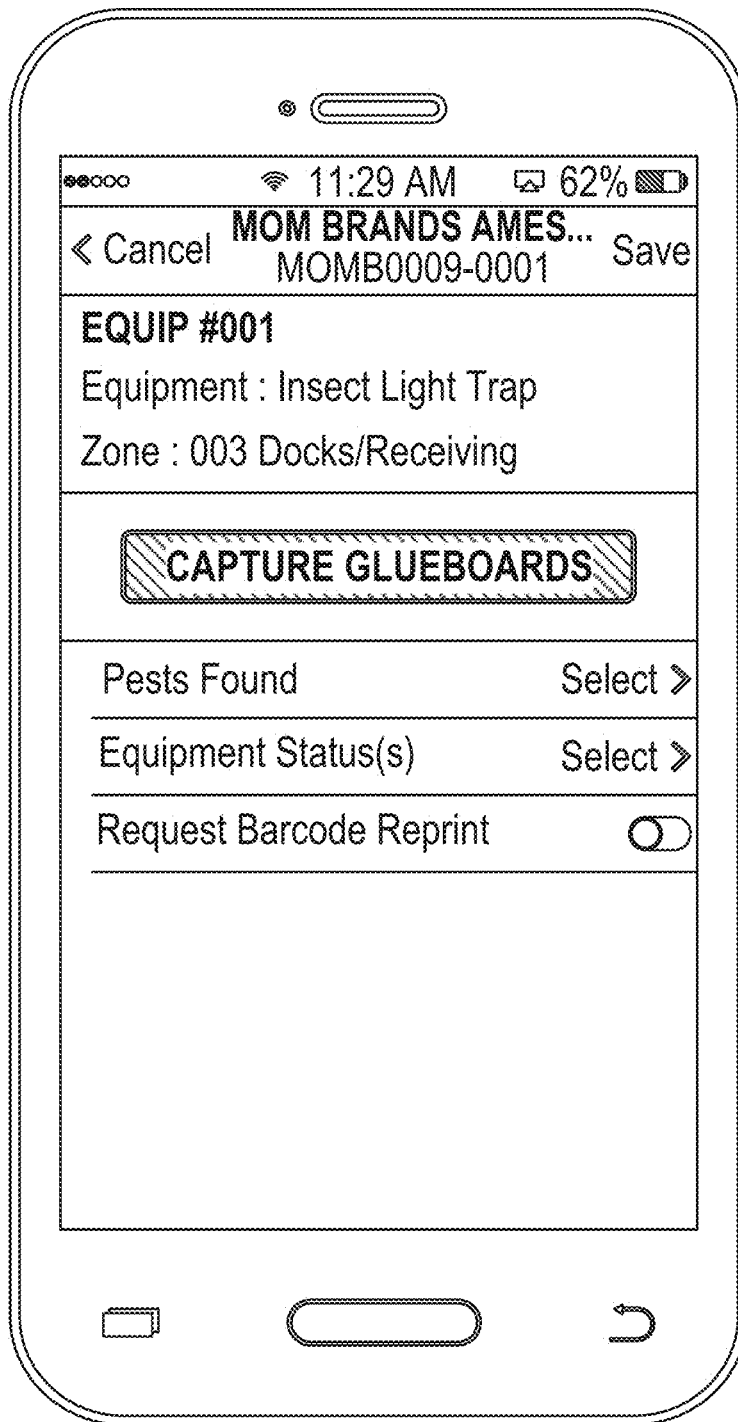 11:29 AM 62%
< Cancel MOM BRANDS AMES... Save
MOMB0009-0001
EQUIP #001
Equipment : Insect Light Trap
Zone : 003 Docks/Receiving
CAPTURE GLUEBOARDS
Pests Found Select >
Equipment Status(s) Select >
Request Barcode Reprint